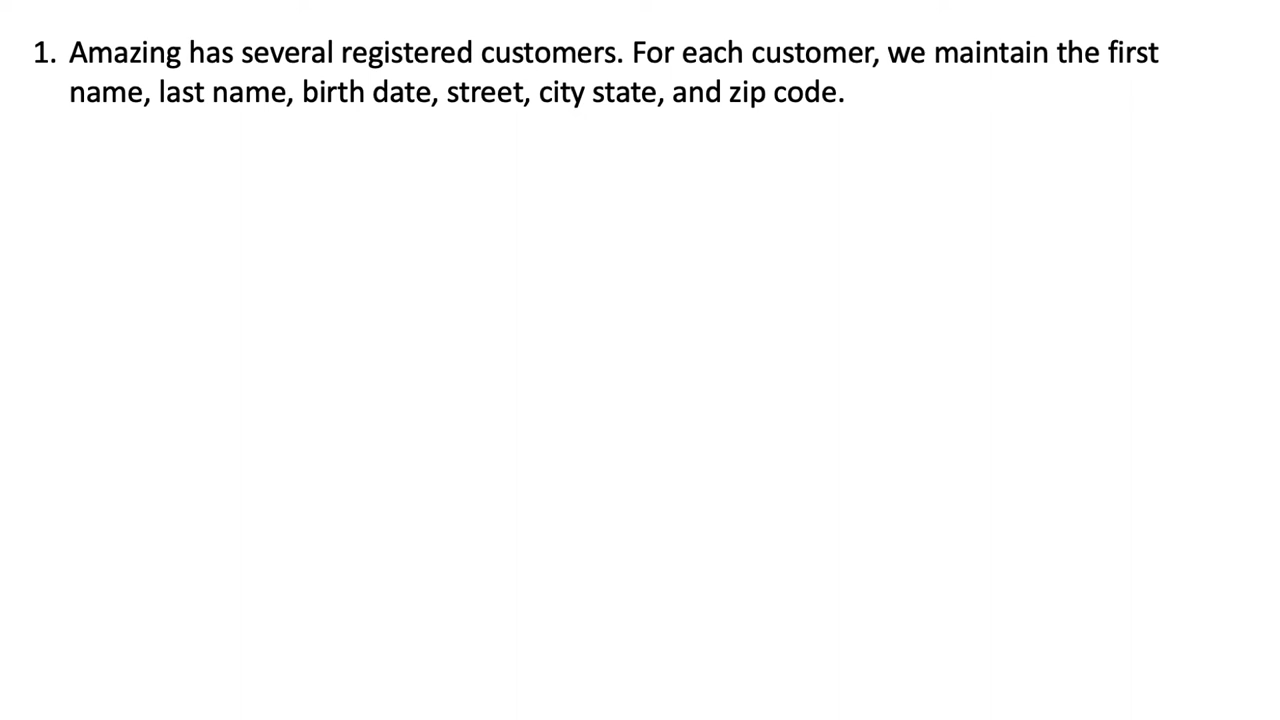 1. Amazing has several registered customers. For each customer, we maintain the first
name, last name, birth date, street, city state, and zip code.